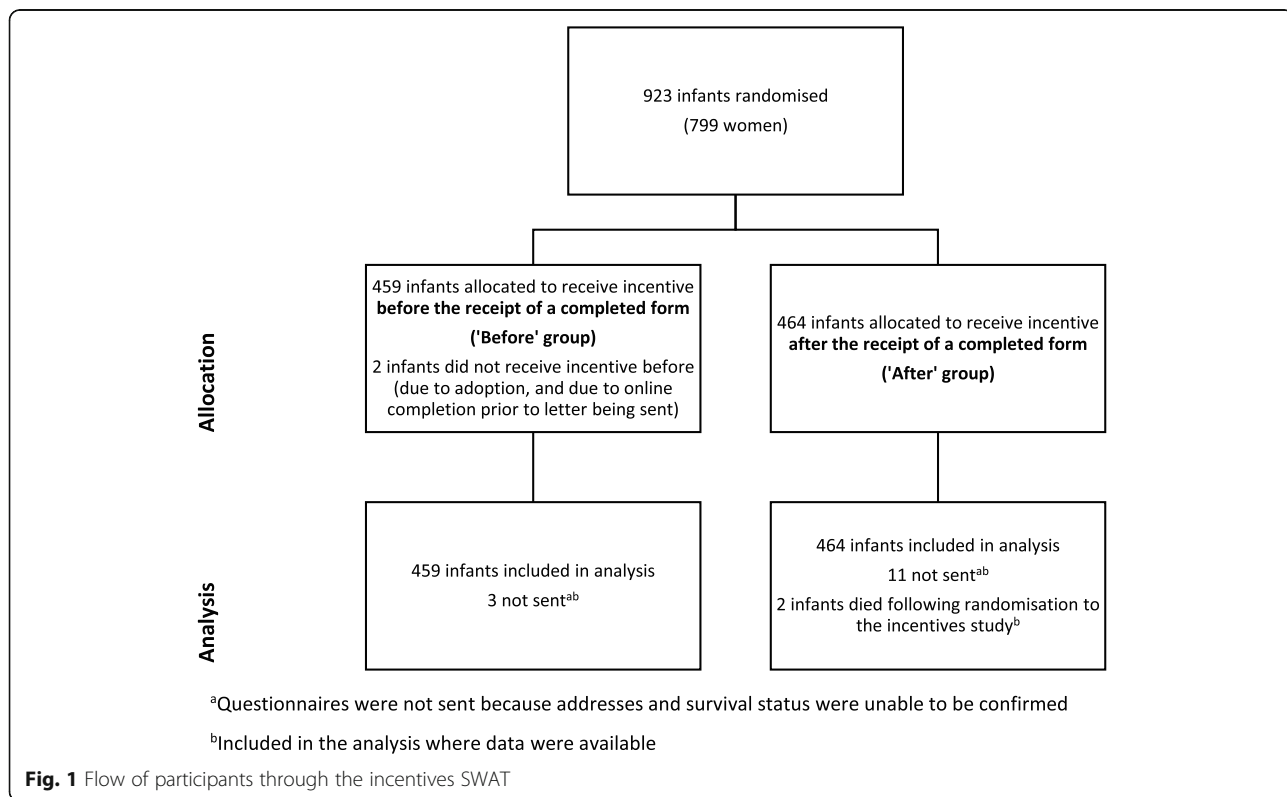 923 infants randomised
(799 women)
Allocation
459 infants allocated to receive incentive
before the receipt of a completed form
('Before' group)
2 infants did not receive incentive before
(due to adoption, and due to online
completion prior to letter being sent)
464 infants allocated to receive incentive
after the receipt of a completed form
('After' group)
Analysis
459 infants included in analysis
3 not sentᵃᵇ
464 infants included in analysis
11 not sentᵃᵇ
2 infants died following randomisation to
the incentives studyᵇ
ᵃQuestionnaires were not sent because addresses and survival status were unable to be confirmed
ᵇIncluded in the analysis where data were available
Fig. 1 Flow of participants through the incentives SWAT